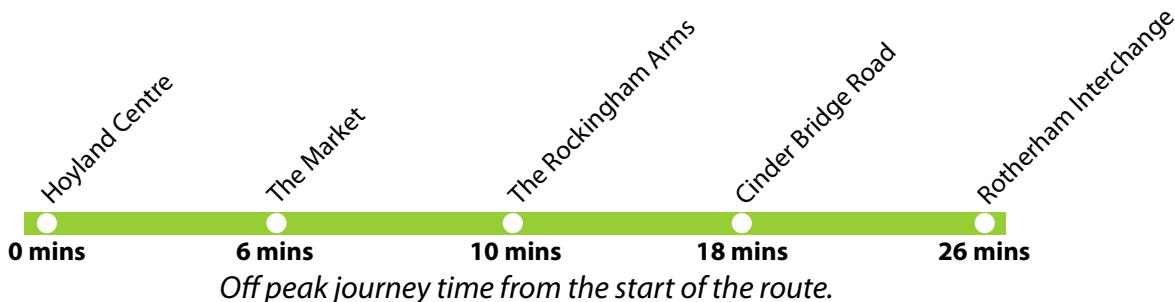 Hoyland Centre
The Market
The Rockingham Arms
Cinder Bridge Road
Rotherham Interchange
0 mins
6 mins
10 mins
18 mins
26 mins
Off peak journey time from the start of the route.